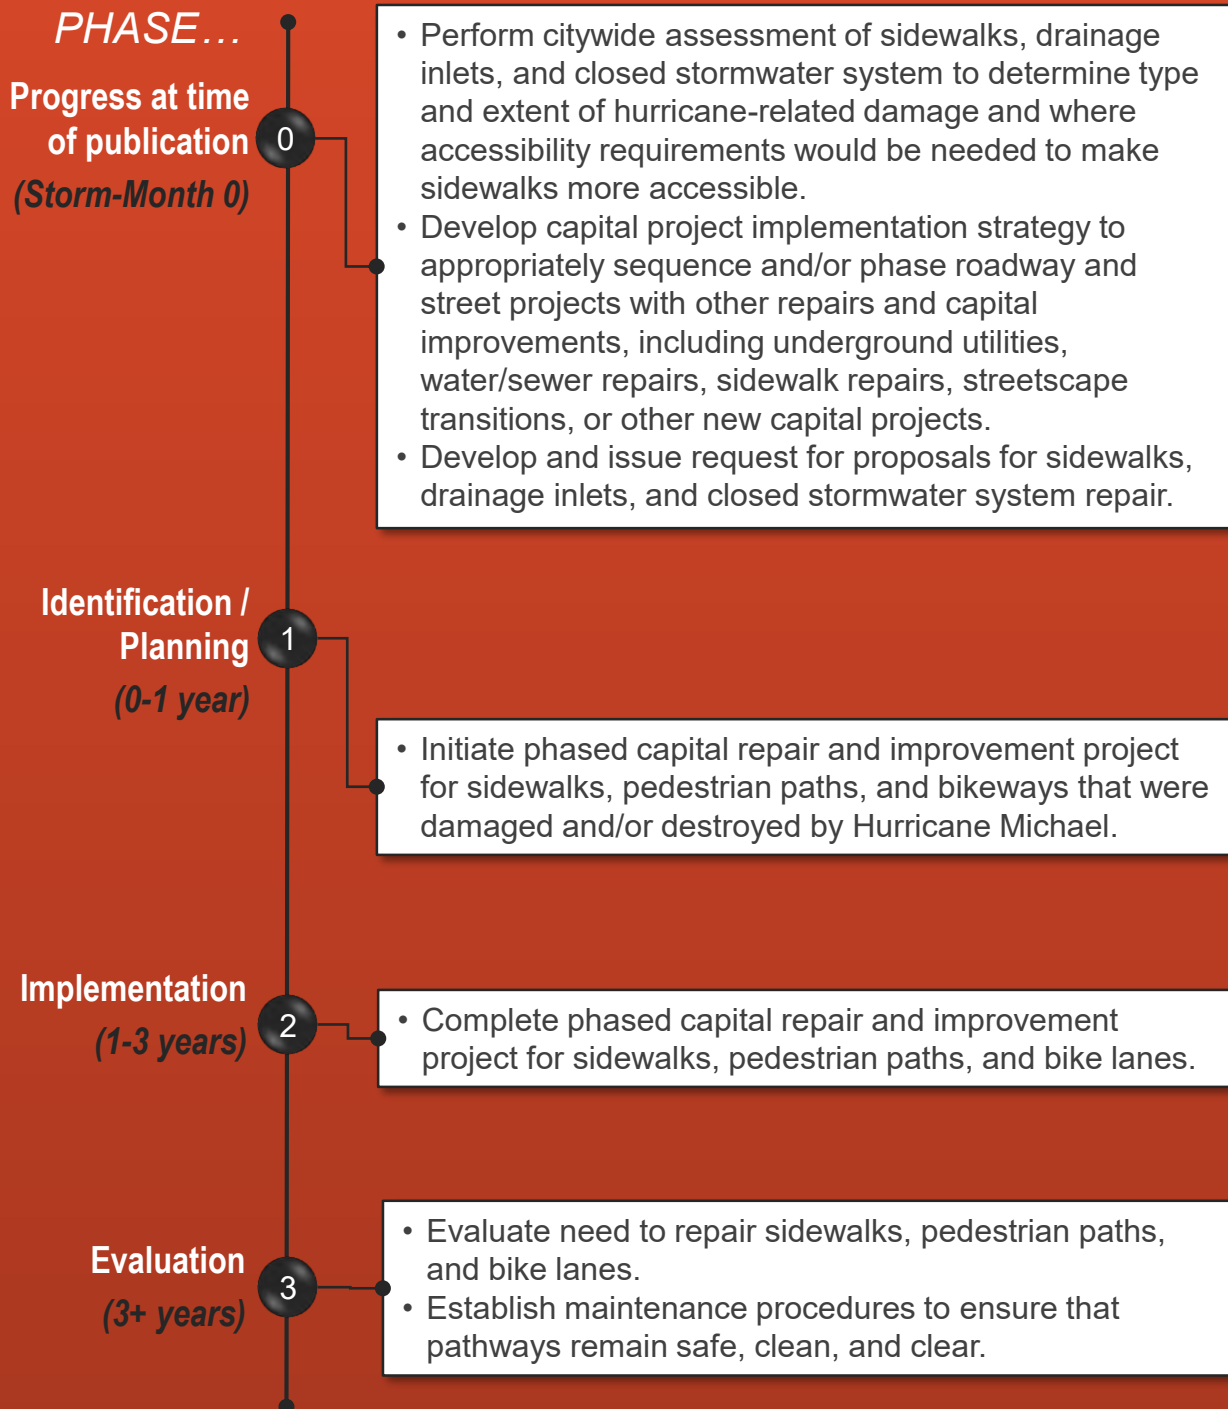 PHASE…
Progress at time
of publication
(Storm-Month 0)
0
• Perform citywide assessment of sidewalks, drainage
inlets, and closed stormwater system to determine type
and extent of hurricane-related damage and where
accessibility requirements would be needed to make
sidewalks more accessible.
• Develop capital project implementation strategy to
appropriately sequence and/or phase roadway and
street projects with other repairs and capital
improvements, including underground utilities,
water/sewer repairs, sidewalk repairs, streetscape
transitions, or other new capital projects.
• Develop and issue request for proposals for sidewalks,
drainage inlets, and closed stormwater system repair.
Identification /
Planning
(0-1 year)
1
• Initiate phased capital repair and improvement project
for sidewalks, pedestrian paths, and bikeways that were
damaged and/or destroyed by Hurricane Michael.
Implementation
(1-3 years)
2
• Complete phased capital repair and improvement
project for sidewalks, pedestrian paths, and bike lanes.
Evaluation
(3+ years)
3
• Evaluate need to repair sidewalks, pedestrian paths,
and bike lanes.
• Establish maintenance procedures to ensure that
pathways remain safe, clean, and clear.